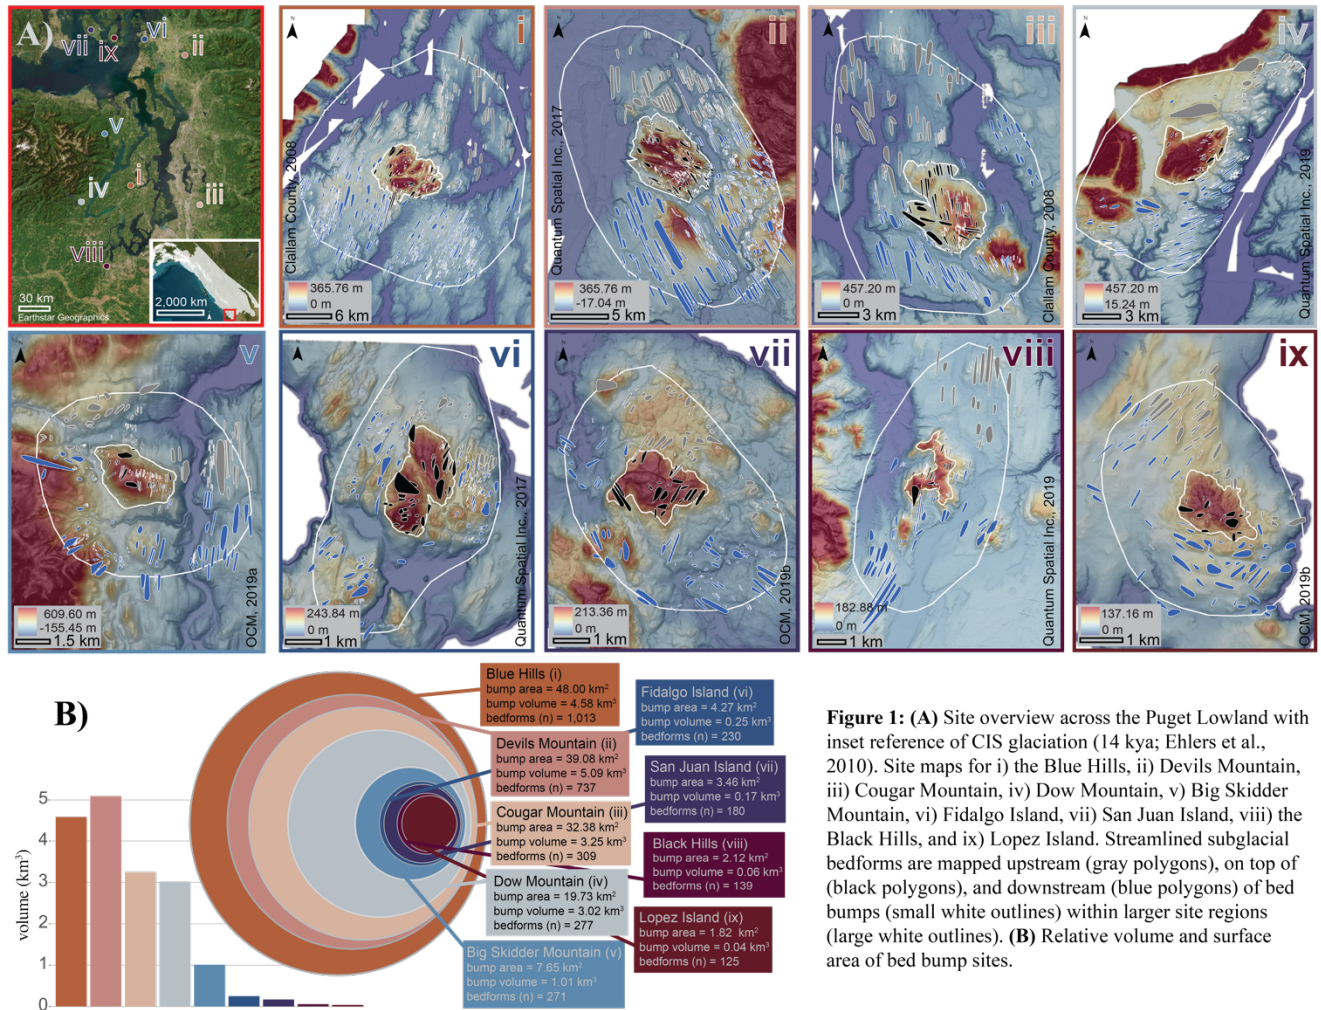 A)
vii
ix
vi
ii
v
i
iv
iii
viii
30 km
Earthstar Geographics
2,000 km
N
i
Clallam County, 2008
365.76 m
0 m
6 km
N
ii
Quantum Spatial Inc., 2017
365.76 m
-17.04 m
5 km
N
iii
Clallam County, 2008
457.20 m
0 m
3 km
N
iv
Quantum Spatial Inc., 2019
457.20 m
15.24 m
3 km
N
v
OCM, 2019a
609.60 m
-155.45 m
1.5 km
N
vi
Quantum Spatial Inc., 2017
243.84 m
0 m
1 km
N
vii
OCM, 2019b
213.36 m
0 m
1 km
N
viii
Quantum Spatial Inc., 2019
182.88 m
0 m
1 km
N
ix
OCM, 2019b
137.16 m
0 m
1 km
B)
volume (km³)
5
4
3
2
1
0
Blue Hills (i)
bump area = 48.00 km²
bump volume = 4.58 km³
bedforms (n) = 1,013
Fidalgo Island (vi)
bump area = 4.27 km²
bump volume = 0.25 km³
bedforms (n) = 230
Devils Mountain (ii)
bump area = 39.08 km²
bump volume = 5.09 km³
bedforms (n) = 737
San Juan Island (vii)
bump area = 3.46 km²
bump volume = 0.17 km³
bedforms (n) = 180
Cougar Mountain (iii)
bump area = 32.38 km²
bump volume = 3.25 km³
bedforms (n) = 309
Black Hills (viii)
bump area = 2.12 km²
bump volume = 0.06 km³
bedforms (n) = 139
Dow Mountain (iv)
bump area = 19.73 km²
bump volume = 3.02 km³
bedforms (n) = 277
Lopez Island (ix)
bump area = 1.82 km²
bump volume = 0.04 km³
bedforms (n) = 125
Big Skidder Mountain (v)
bump area = 7.65 km²
bump volume = 1.01 km³
bedforms (n) = 271
Figure 1: (A) Site overview across the Puget Lowland with
inset reference of CIS glaciation (14 kya; Ehlers et al.,
2010). Site maps for i) the Blue Hills, ii) Devils Mountain,
iii) Cougar Mountain, iv) Dow Mountain, v) Big Skidder
Mountain, vi) Fidalgo Island, vii) San Juan Island, viii) the
Black Hills, and ix) Lopez Island. Streamlined subglacial
bedforms are mapped upstream (gray polygons), on top of
(black polygons), and downstream (blue polygons) of bed
bumps (small white outlines) within larger site regions
(large white outlines). (B) Relative volume and surface
area of bed bump sites.